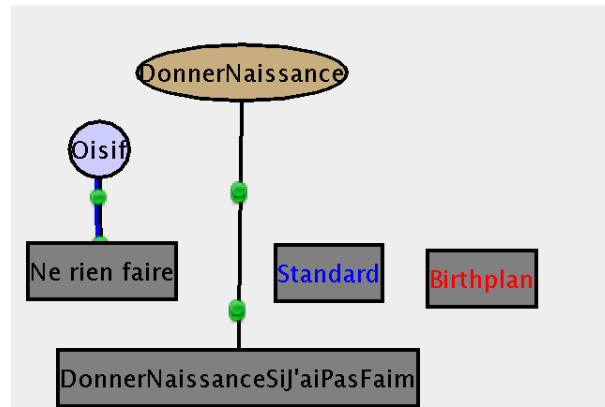 DonnerNaissance
Oisif
Ne rien faire
Standard
Birthplan
DonnerNaissanceSiJ'aiPasFaim